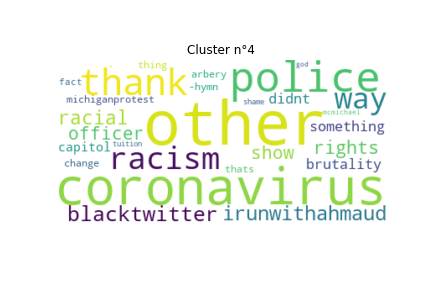 Cluster n°4
thing god
fact thank arbery police
-hymn
michiganprotest shame didnt way
racial other mcmichael
officer something
capitol tuition show rights
change racism thats brutality
coronavirus
blacktwitter irunwithahmaud